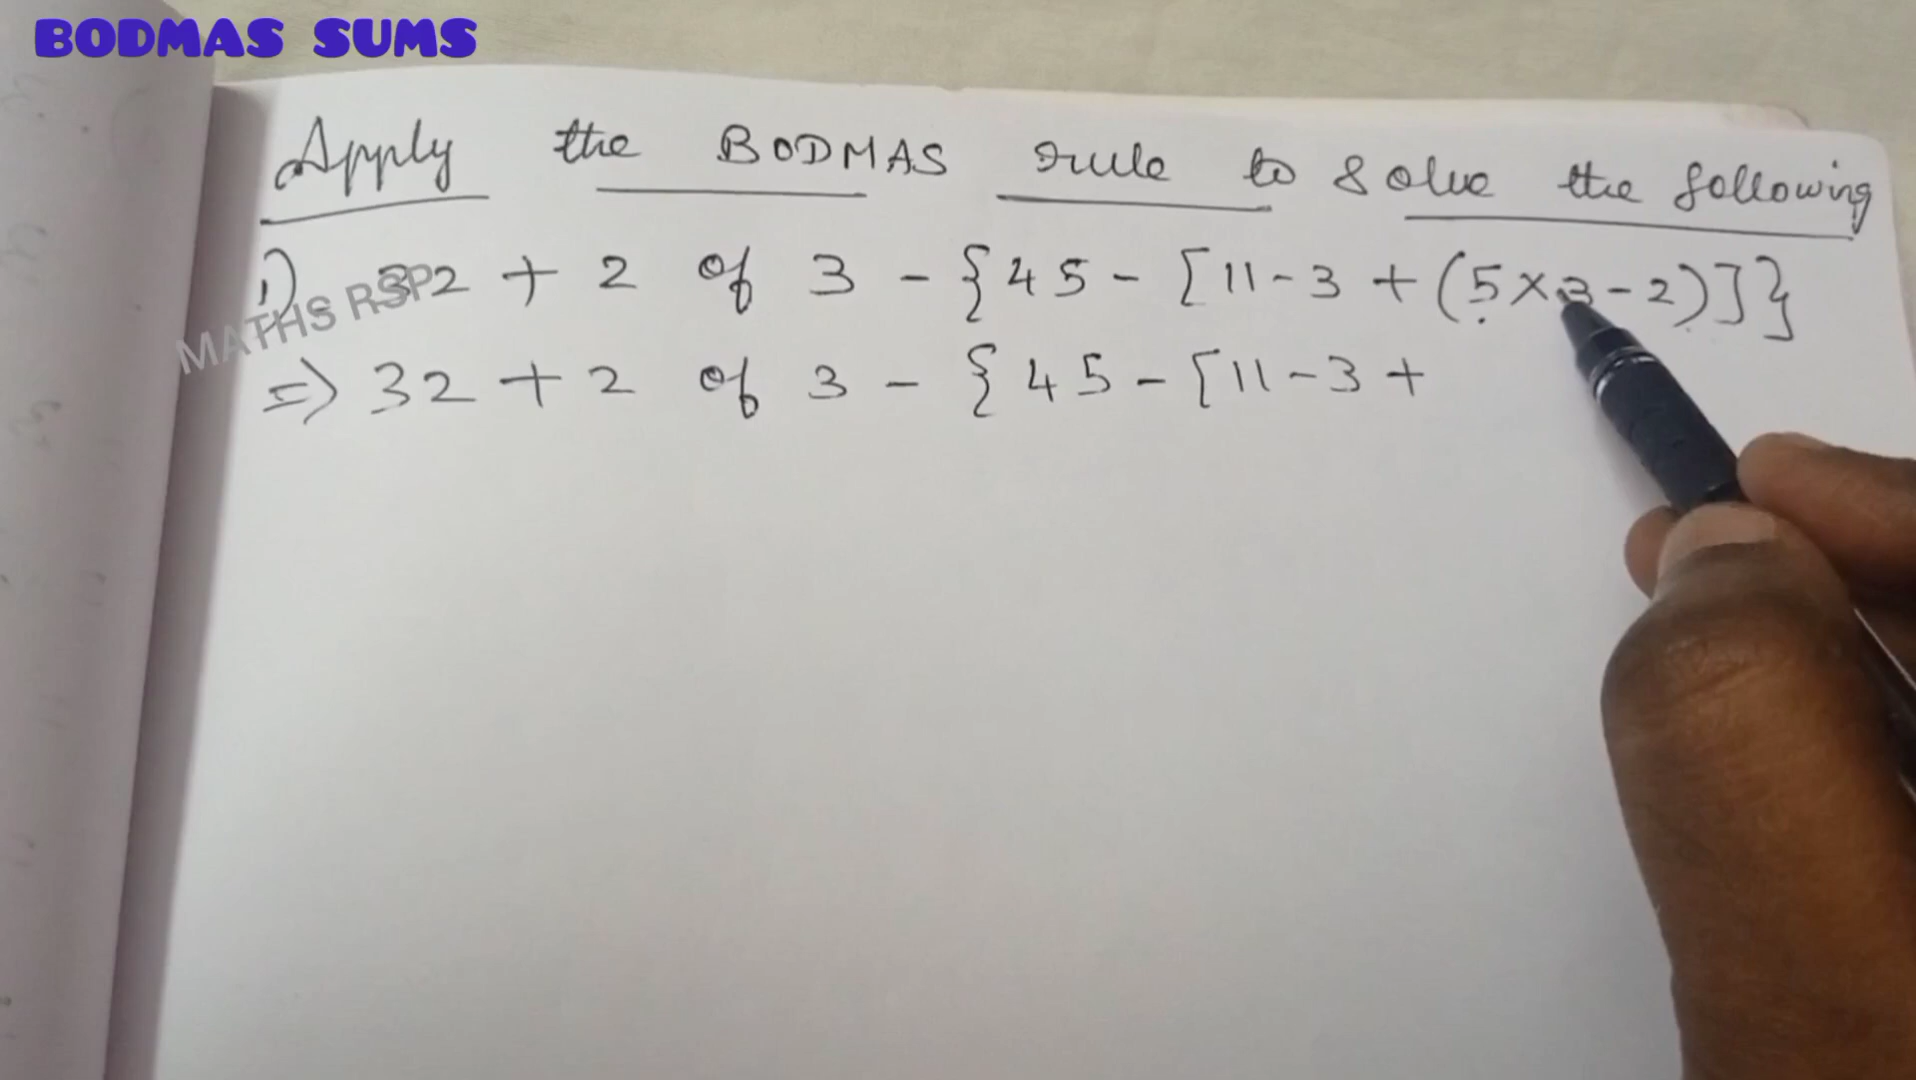 BODMAS SUMS
Apply the BODMAS rule to solve the following
1) 32 + 2 of 3 - {45 - [11 - 3 + (5 × 3 - 2)]}
MATHS RSP
=> 32 + 2 of 3 - {45 - [11 - 3 +